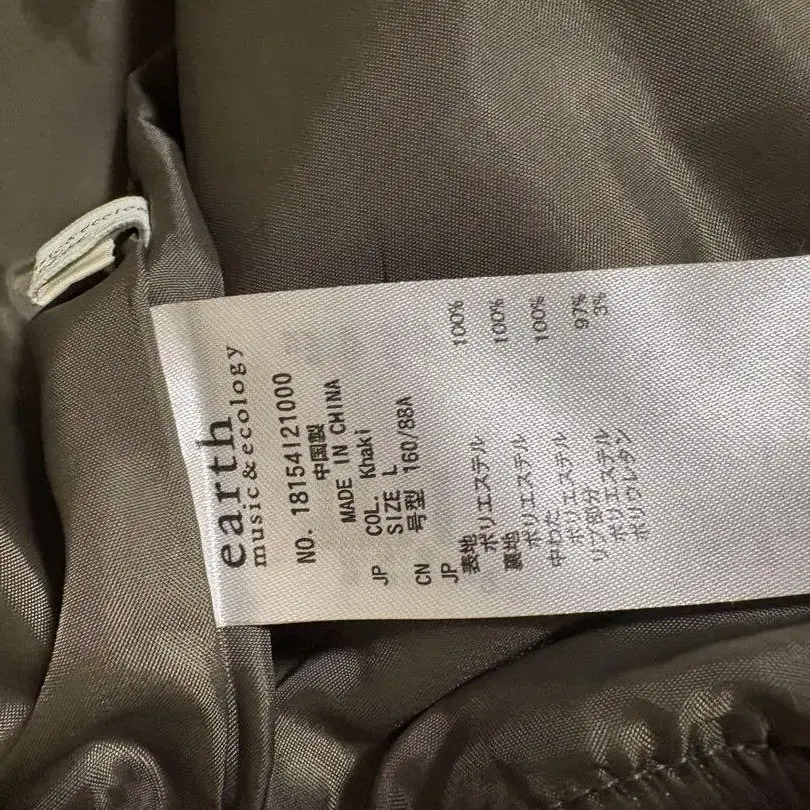 earth
music&ecology
NO. 18154I21000
中国製
MADE IN CHINA
JP COL. Khaki
SIZE L
CN 号型 160/88A
JP
表地
ポリエステル 100%
裏地
ポリエステル 100%
中わた
ポリエステル 100%
リブ部分
ポリエステル 97%
ポリウレタン 3%